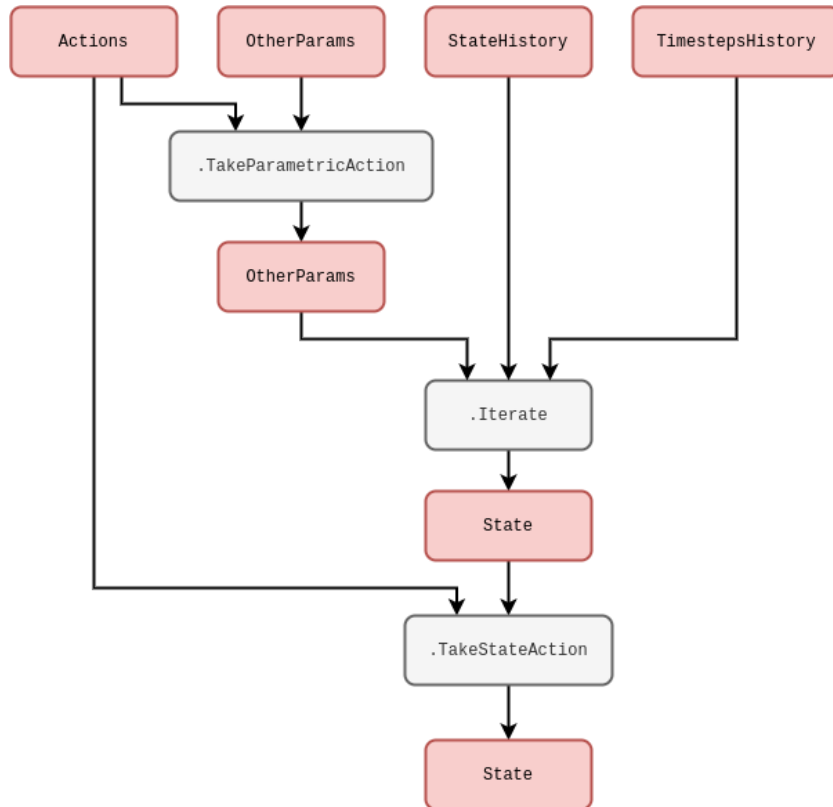 Actions
OtherParams
StateHistory
TimestepsHistory
.TakeParametricAction
OtherParams
.Iterate
State
.TakeStateAction
State